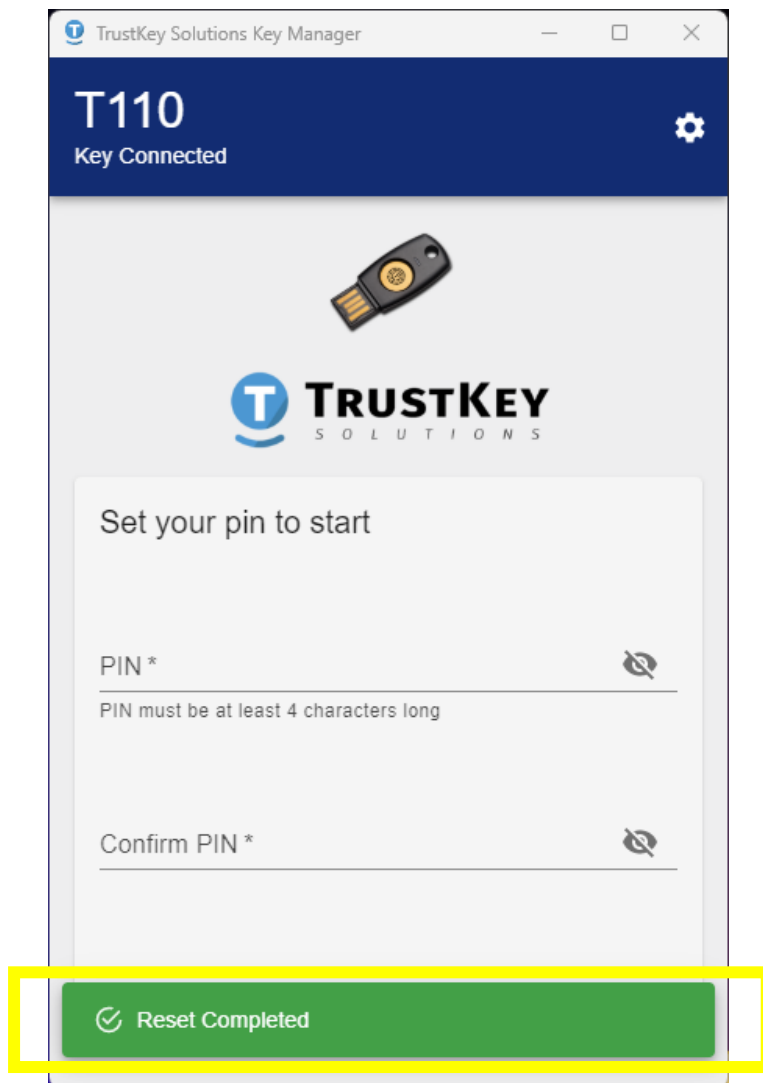 TrustKey Solutions Key Manager
T110
Key Connected
T TRUSTKEY
SOLUTIONS
Set your pin to start
PIN *
PIN must be at least 4 characters long
Confirm PIN *
Reset Completed